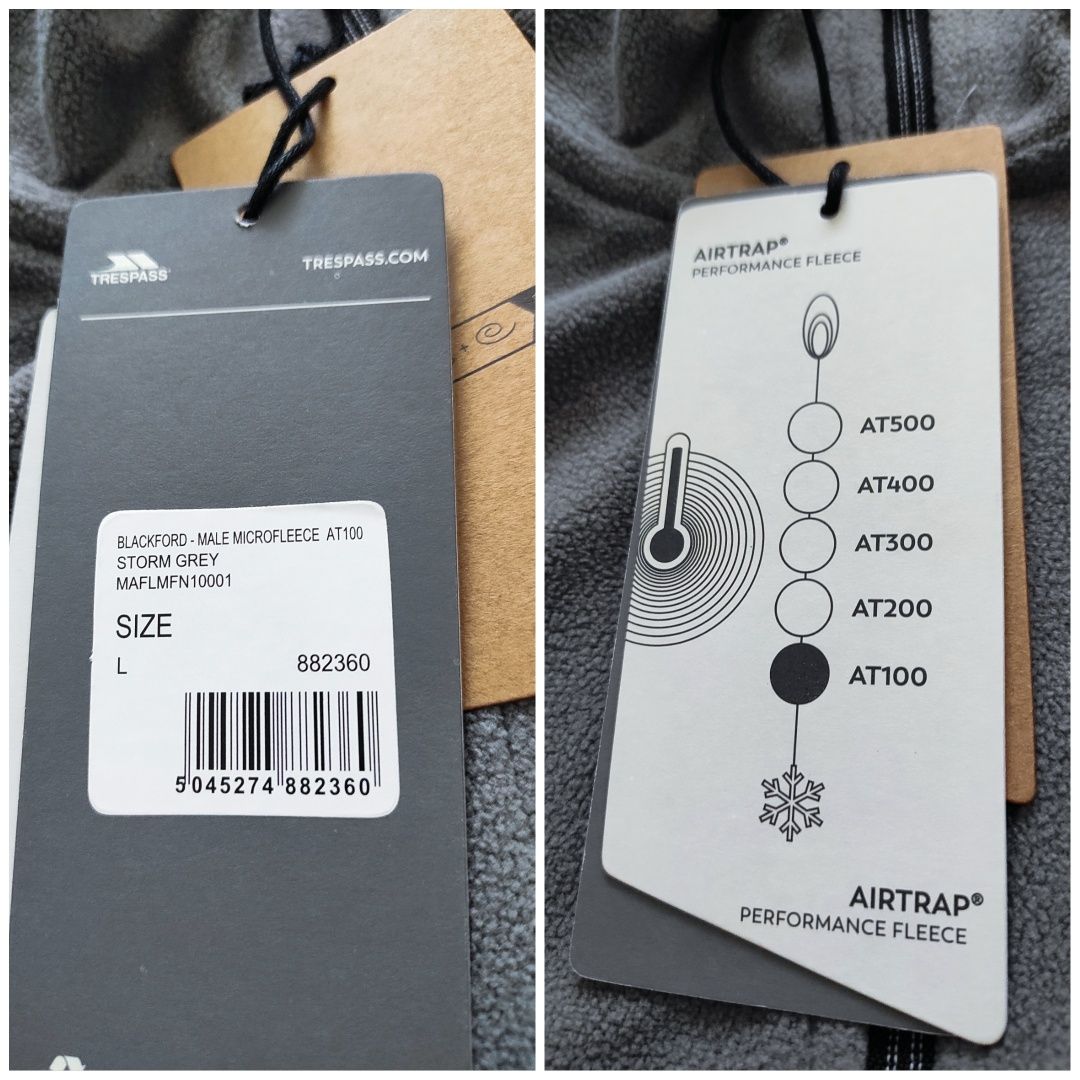 TRESPASS
TRESPASS.COM
BLACKFORD - MALE MICROFLEECE AT100
STORM GREY
MAFLMFN10001
SIZE
L 882360
5 045274 882360
AIRTRAP®
PERFORMANCE FLEECE
AT500
AT400
AT300
AT200
AT100
AIRTRAP®
PERFORMANCE FLEECE